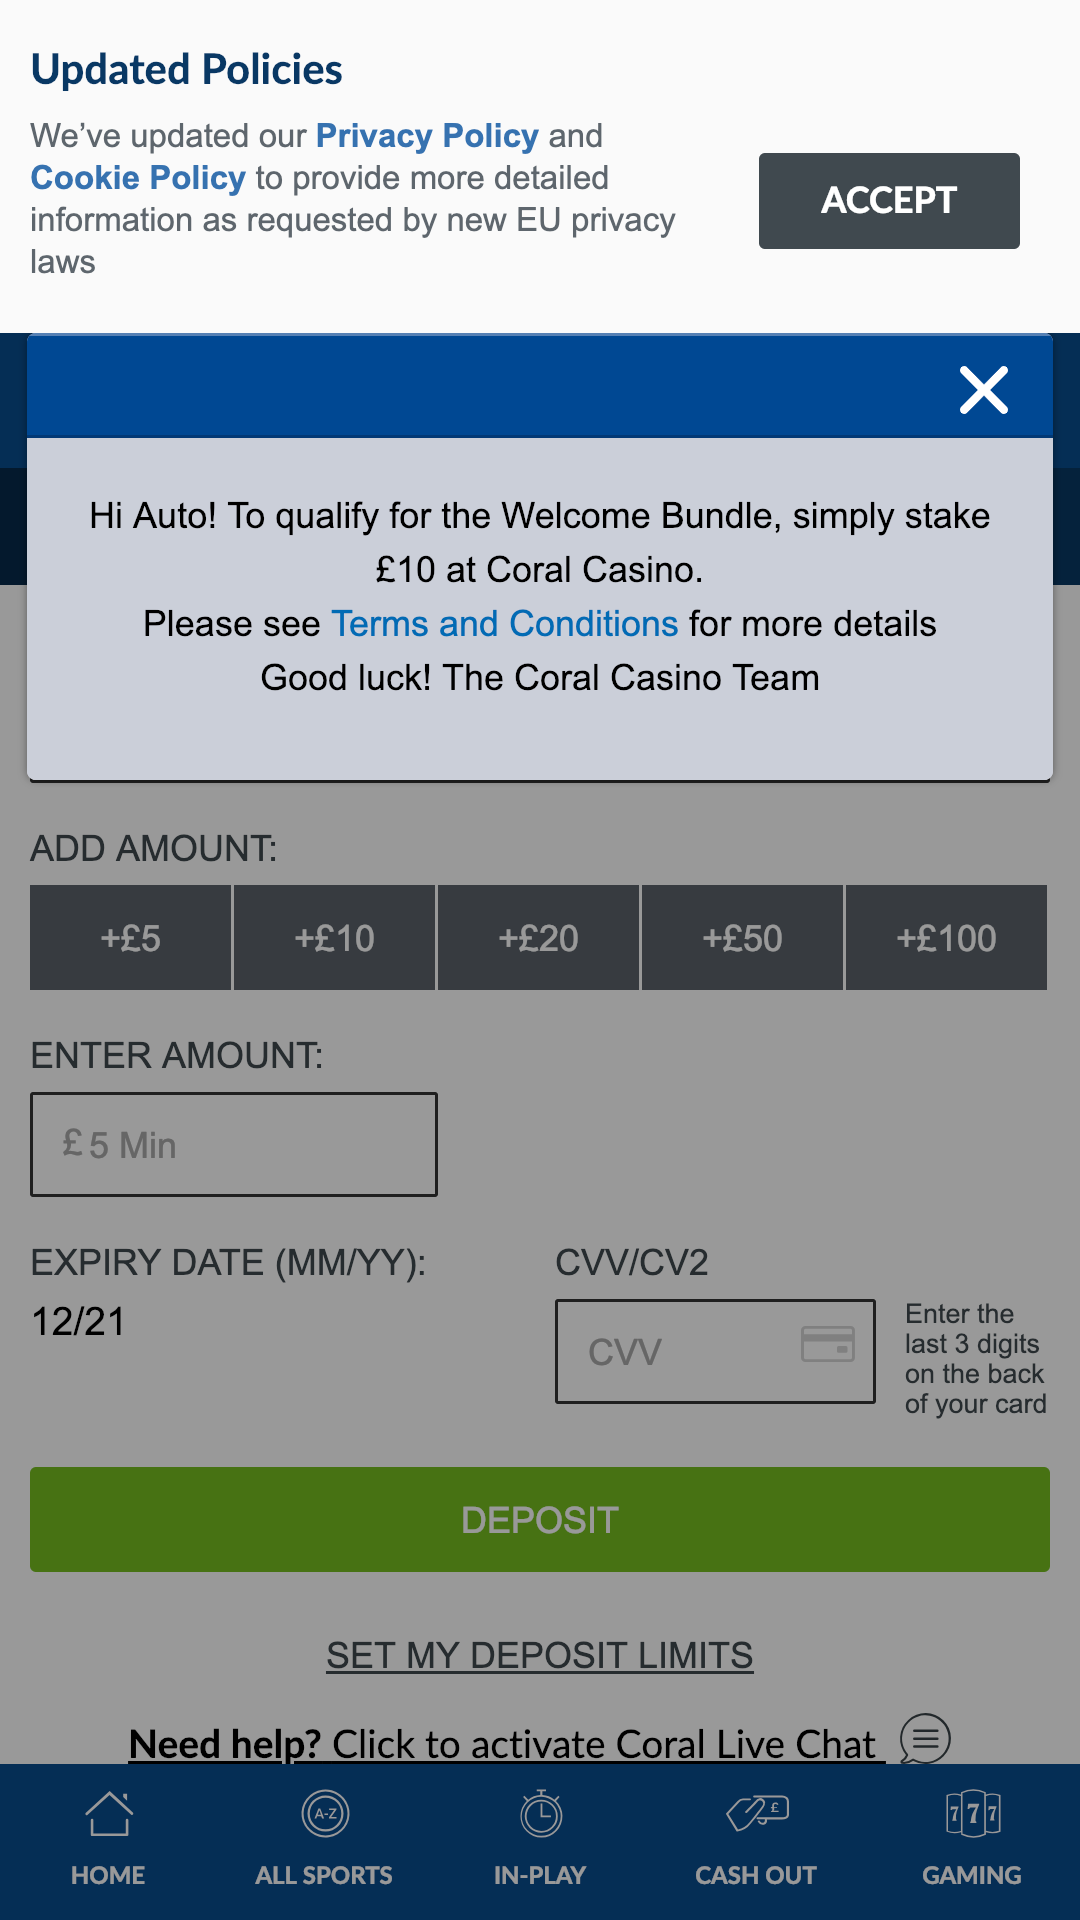 Updated Policies
We’ve updated our Privacy Policy and
Cookie Policy to provide more detailed
information as requested by new EU privacy
laws
ACCEPT
Hi Auto! To qualify for the Welcome Bundle, simply stake
£10 at Coral Casino.
Please see Terms and Conditions for more details
Good luck! The Coral Casino Team
ADD AMOUNT:
+£5 +£10 +£20 +£50 +£100
ENTER AMOUNT:
£ 5 Min
EXPIRY DATE (MM/YY): CVV/CV2
12/21
CVV
Enter the
last 3 digits
on the back
of your card
DEPOSIT
SET MY DEPOSIT LIMITS
Need help? Click to activate Coral Live Chat
A-Z £ 7 7 7
HOME ALL SPORTS IN-PLAY CASH OUT GAMING